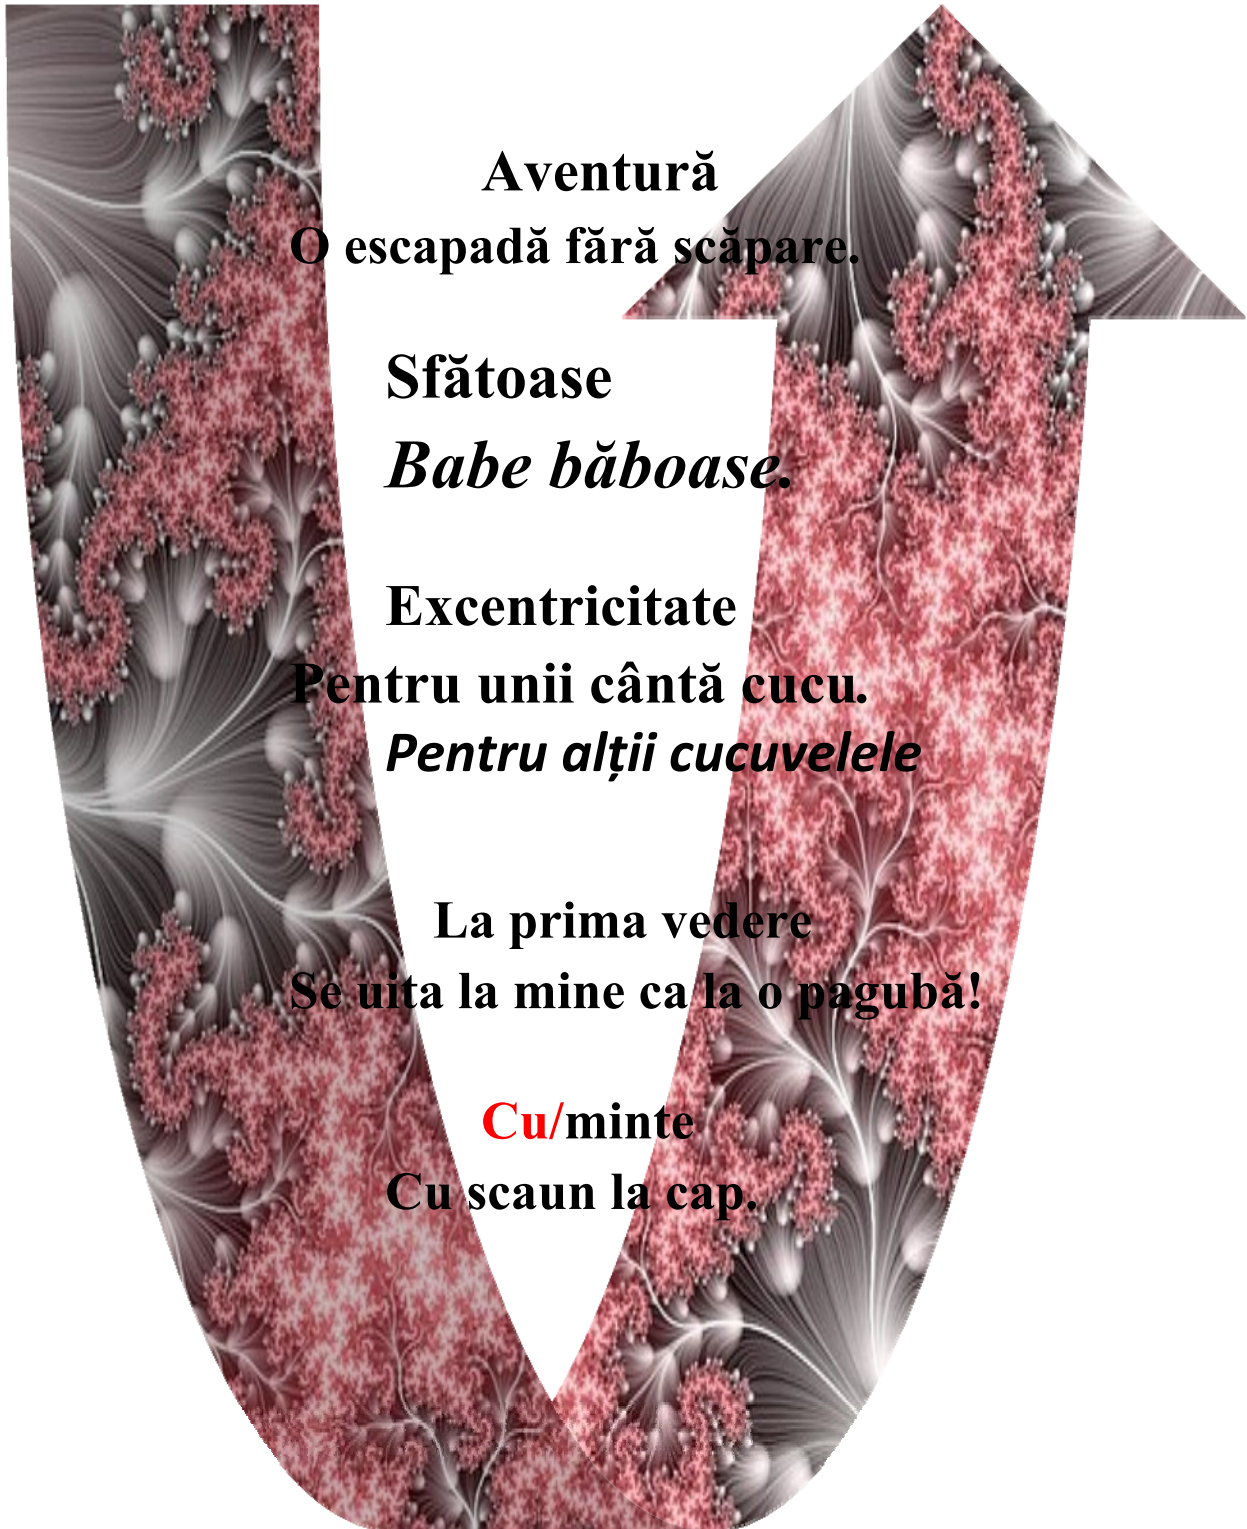 Aventură
O escapadă fără scăpare.
Sfătoase
Babe băboase.
Excentricitate
Pentru unii cântă cucu.
Pentru alții cucuvelele
La prima vedere
Se uita la mine ca la o pagubă!
Cu/minte
Cu scaun la cap.